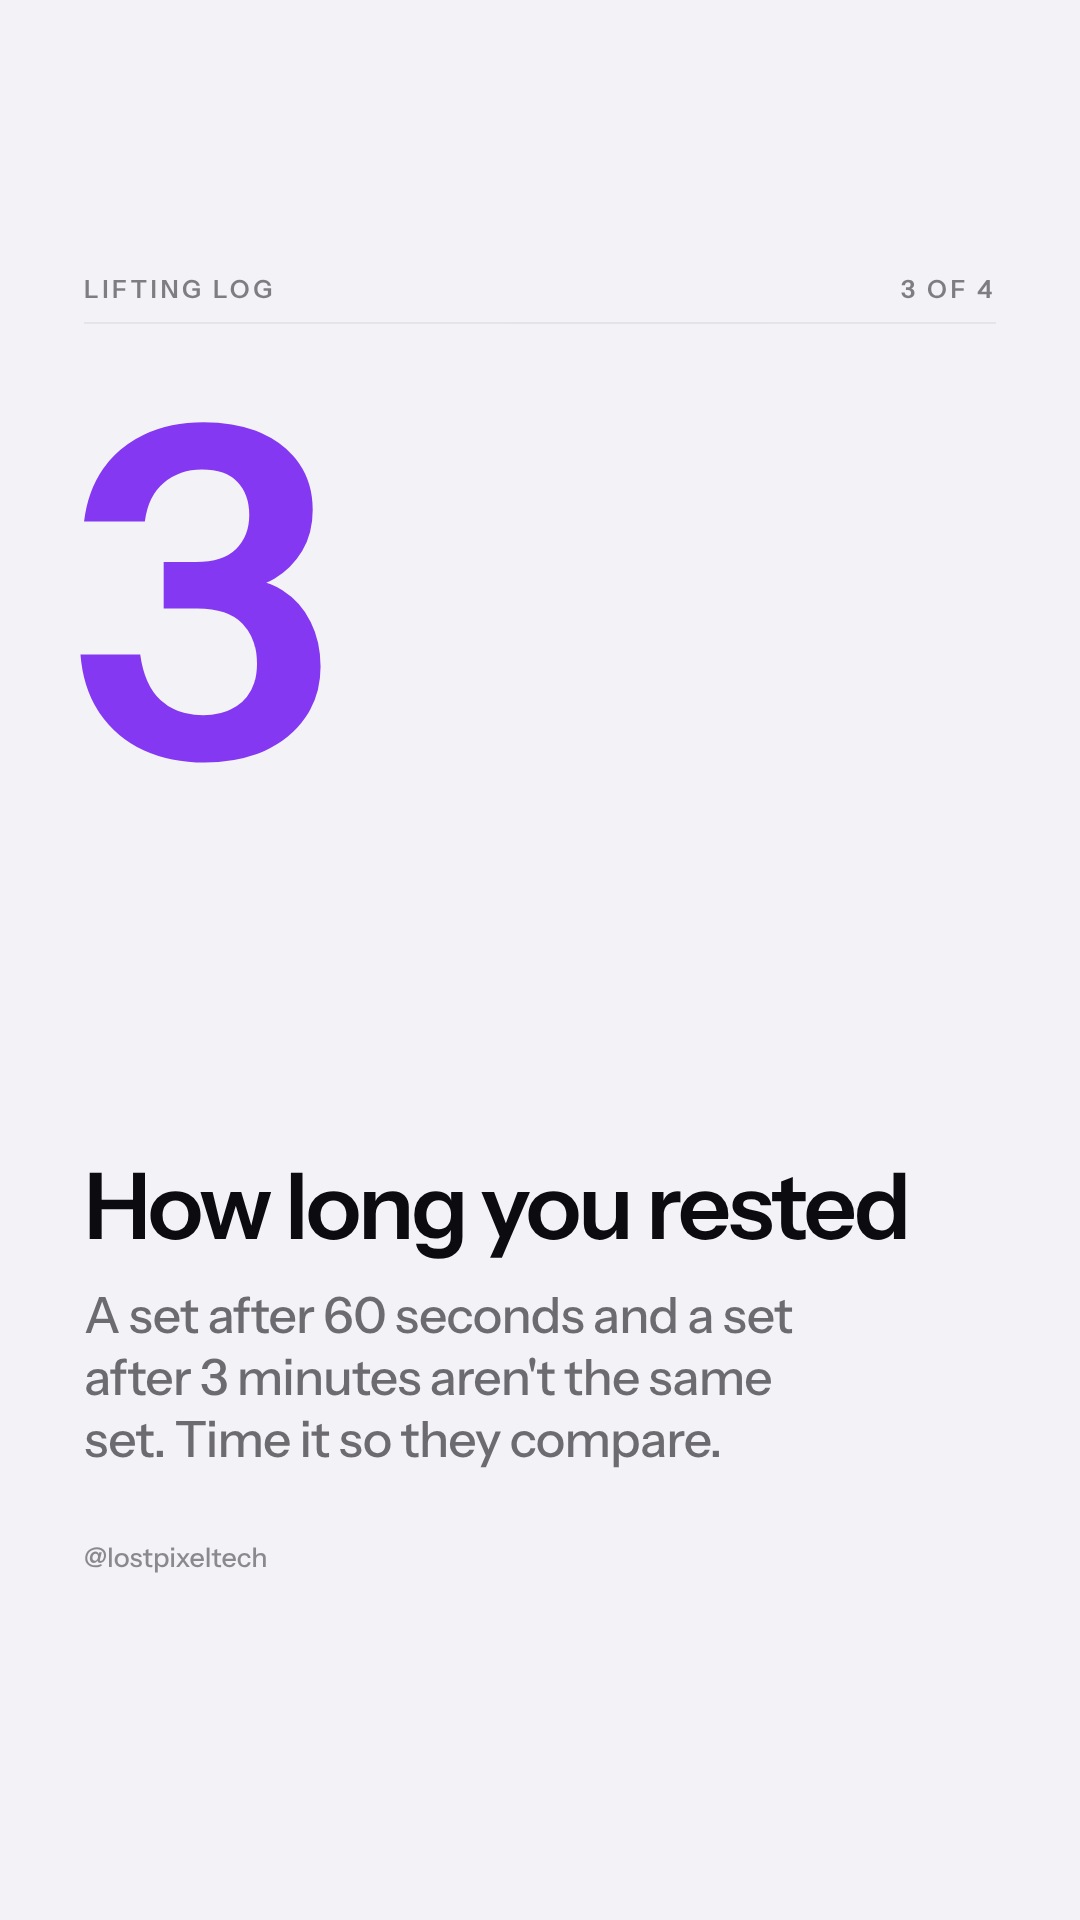 LIFTING LOG
3 OF 4
3
How long you rested
A set after 60 seconds and a set
after 3 minutes aren't the same
set. Time it so they compare.
@lostpixeltech